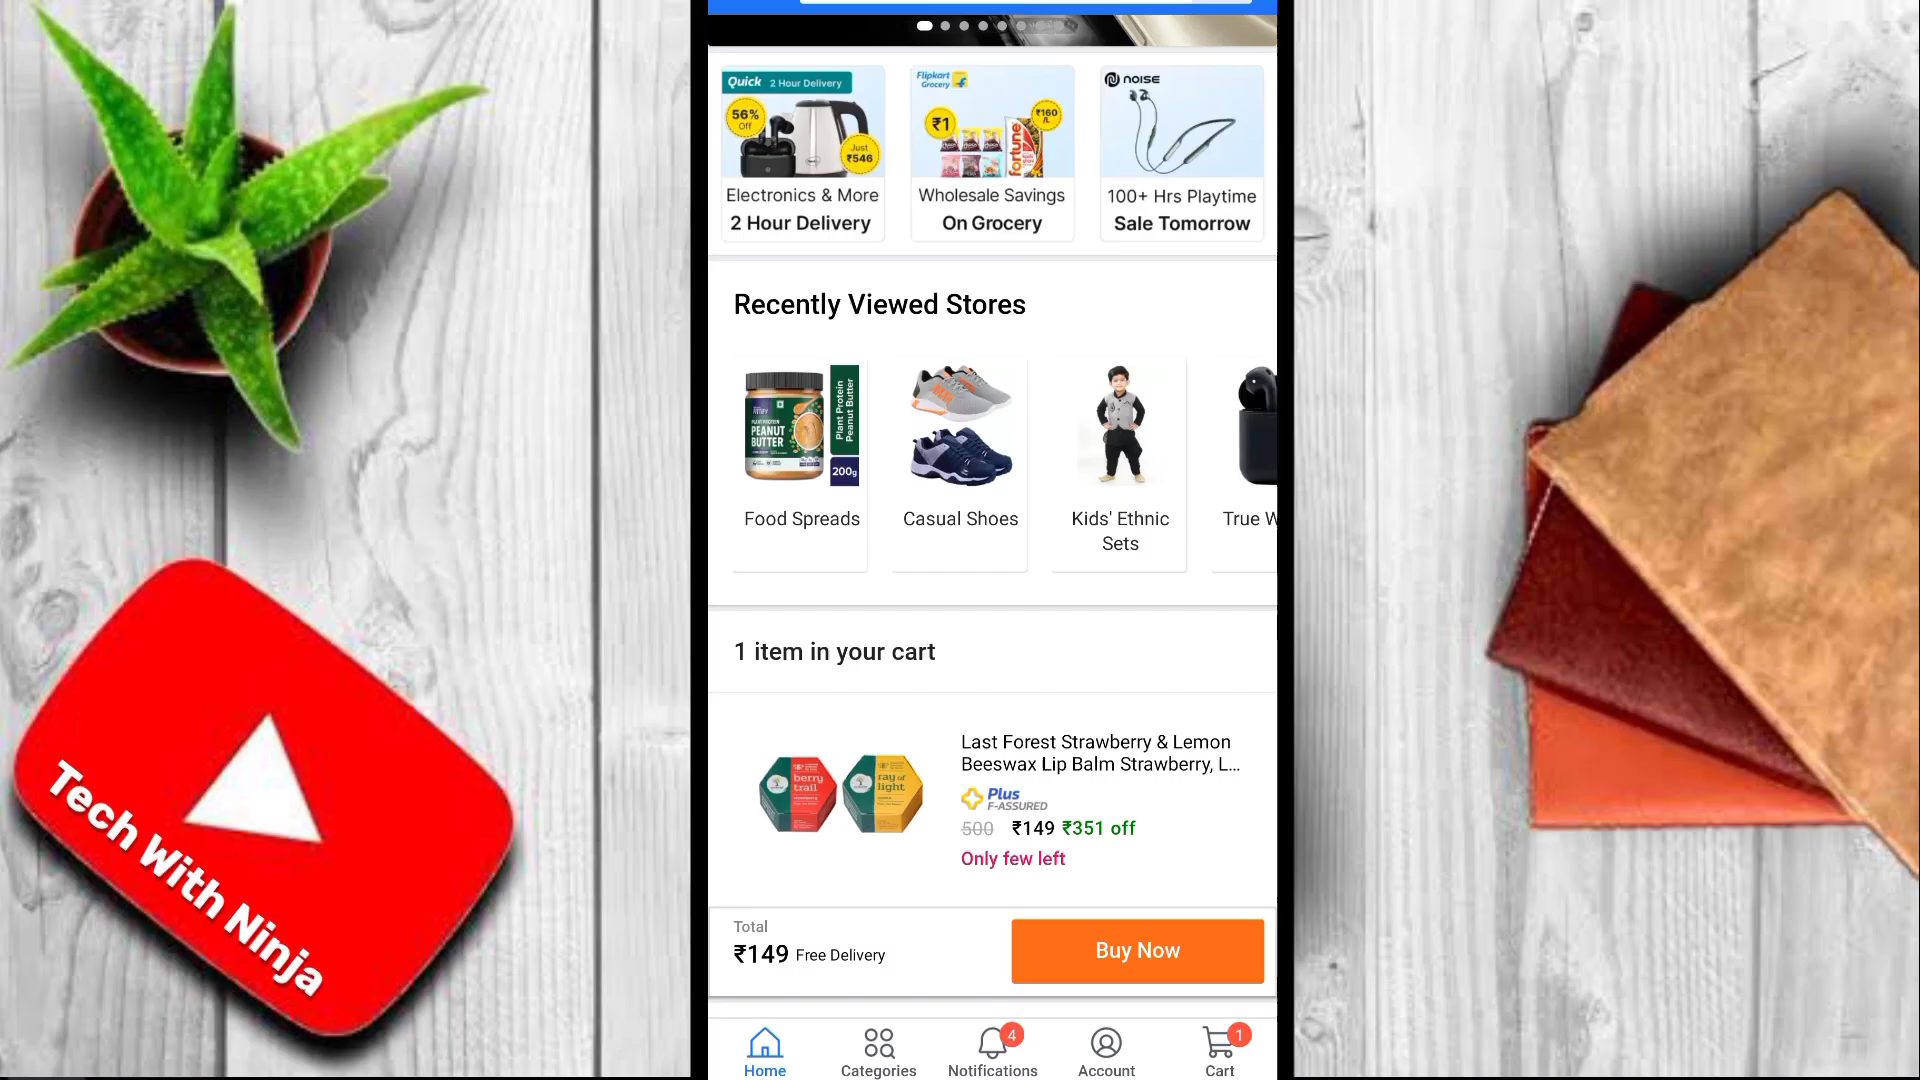 Quick 2 Hour Delivery
56%
Off
Just
₹546
Electronics & More
2 Hour Delivery
Flipkart
Grocery
₹1
₹160
/L
fortune
Wholesale Savings
On Grocery
NOISE
100+ Hrs Playtime
Sale Tomorrow
Recently Viewed Stores
PLANT PROTEIN
PEANUT
BUTTER
Plant Protein
Peanut Butter
200g
Food Spreads
Casual Shoes
Kids' Ethnic
Sets
True W
1 item in your cart
berry
trail
ray of
light
Last Forest Strawberry & Lemon
Beeswax Lip Balm Strawberry, L...
Plus
F-ASSURED
500 ₹149 ₹351 off
Only few left
Total
₹149 Free Delivery
Buy Now
Home
Categories
4
Notifications
Account
1
Cart
Tech With Ninja